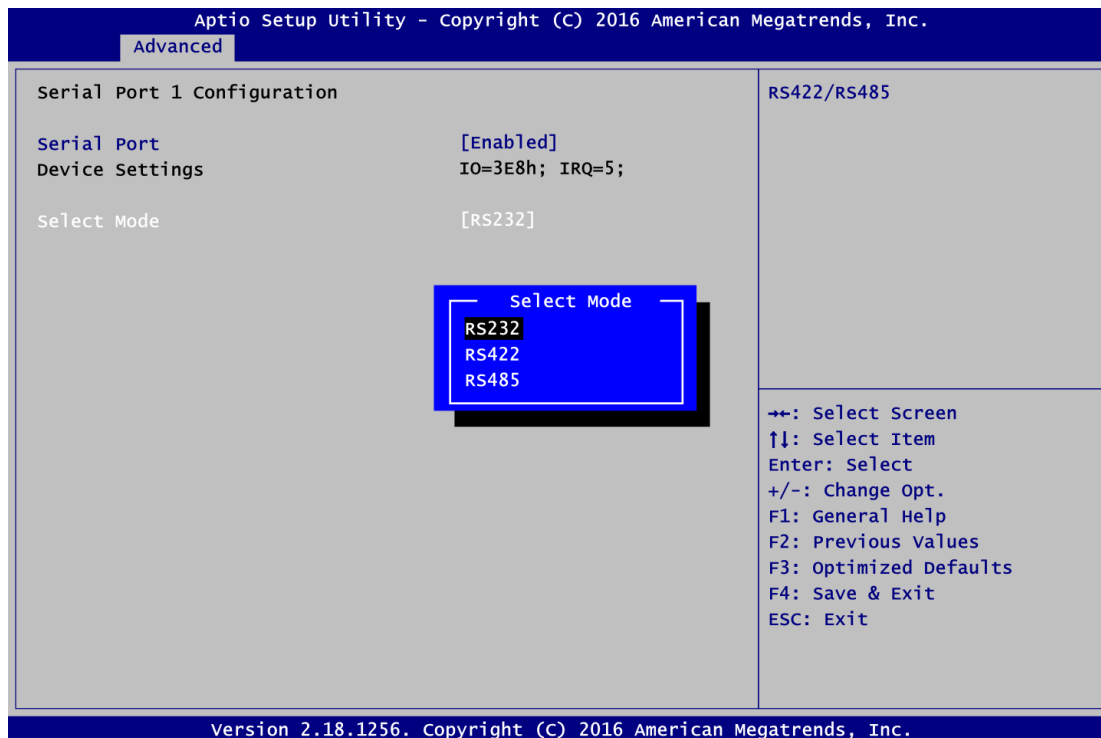 Aptio Setup Utility - Copyright (C) 2016 American Megatrends, Inc.
Advanced
Serial Port 1 Configuration
Serial Port [Enabled]
Device Settings IO=3E8h; IRQ=5;
Select Mode [RS232]
Select Mode
RS232
RS422
RS485
RS422/RS485
→←: Select Screen
↑↓: Select Item
Enter: Select
+/-: Change Opt.
F1: General Help
F2: Previous Values
F3: Optimized Defaults
F4: Save & Exit
ESC: Exit
Version 2.18.1256. Copyright (C) 2016 American Megatrends, Inc.